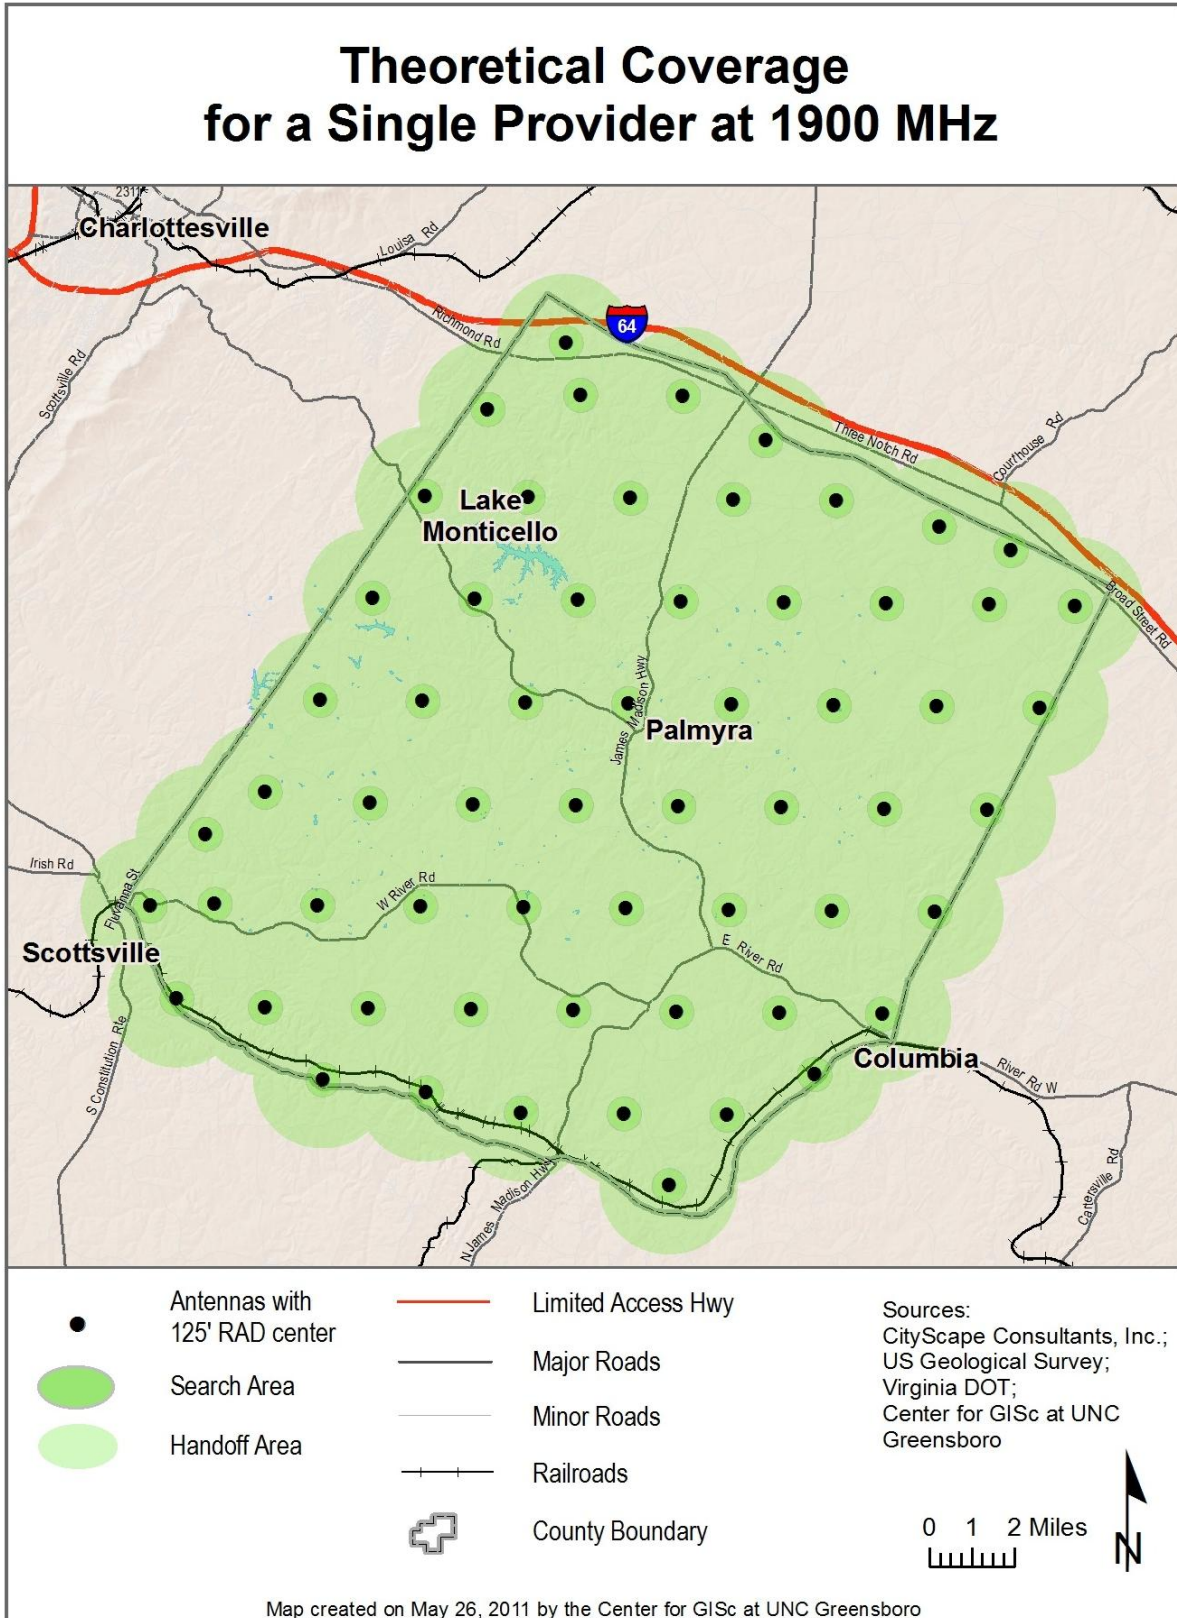 Theoretical Coverage
for a Single Provider at 1900 MHz
2311
Charlottesville
Louisa Rd
Richmond Rd
64
Scottsville Rd
Three Notch Rd
Courthouse Rd
Lake
Monticello
Broad Street Rd
James Madison Hwy
Palmyra
Irish Rd
Fluvanna St
W River Rd
Scottsville
E River Rd
S Constitution Rte
Columbia
River Rd W
N James Madison Hwy
Cartersville Rd
Antennas with
125' RAD center
Search Area
Handoff Area
Limited Access Hwy
Major Roads
Minor Roads
Railroads
County Boundary
Sources:
CityScape Consultants, Inc.;
US Geological Survey;
Virginia DOT;
Center for GISc at UNC
Greensboro
0 1 2 Miles
N
Map created on May 26, 2011 by the Center for GISc at UNC Greensboro